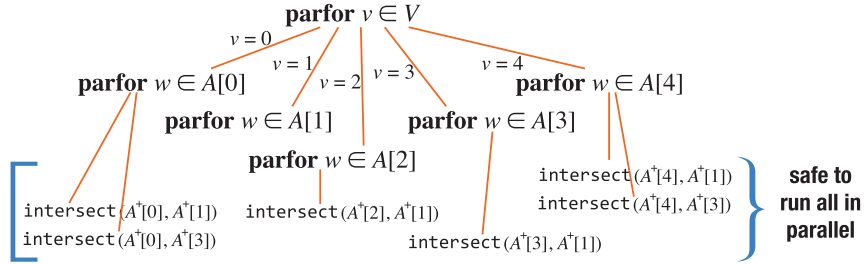 parfor v ∈ V
v = 0
v = 1
v = 2
v = 3
v = 4
parfor w ∈ A[0]
parfor w ∈ A[4]
parfor w ∈ A[1]
parfor w ∈ A[3]
parfor w ∈ A[2]
intersect(A⁺[4], A⁺[1])
intersect(A⁺[4], A⁺[3])
intersect(A⁺[0], A⁺[1])
intersect(A⁺[0], A⁺[3])
intersect(A⁺[2], A⁺[1])
intersect(A⁺[3], A⁺[1])
safe to
run all in
parallel